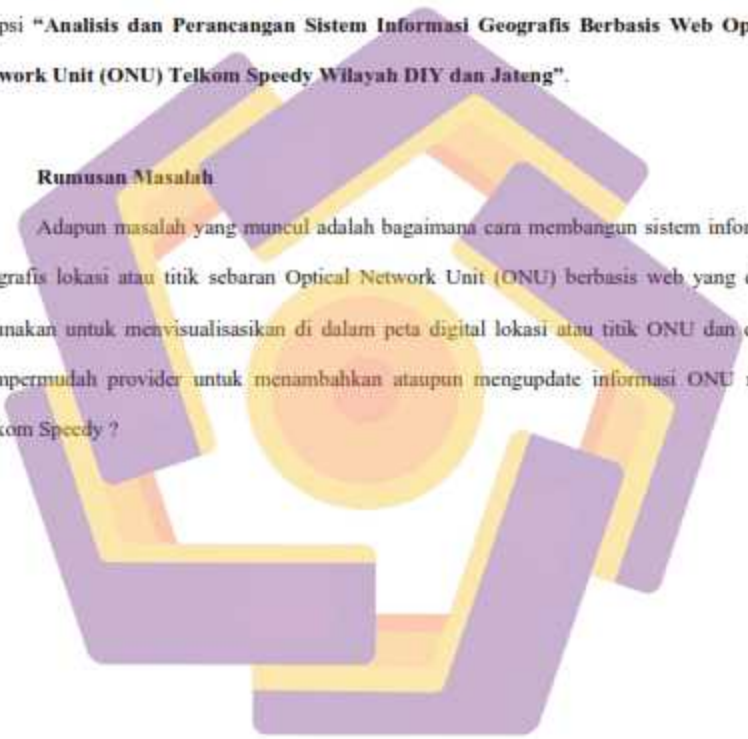 psi “Analisis dan Perancangan Sistem Informasi Geografis Berbasis Web Op
work Unit (ONU) Telkom Speedy Wilayah DIY dan Jateng”.
Rumusan Masalah
Adapun masalah yang muncul adalah bagaimana cara membangun sistem infor
grafis lokasi atau titik sebaran Optical Network Unit (ONU) berbasis web yang
unakan untuk menvisualisasikan di dalam peta digital lokasi atau titik ONU dan
npermudah provider untuk menambahkan ataupun mengupdate informasi ONU
kom Speedy ?